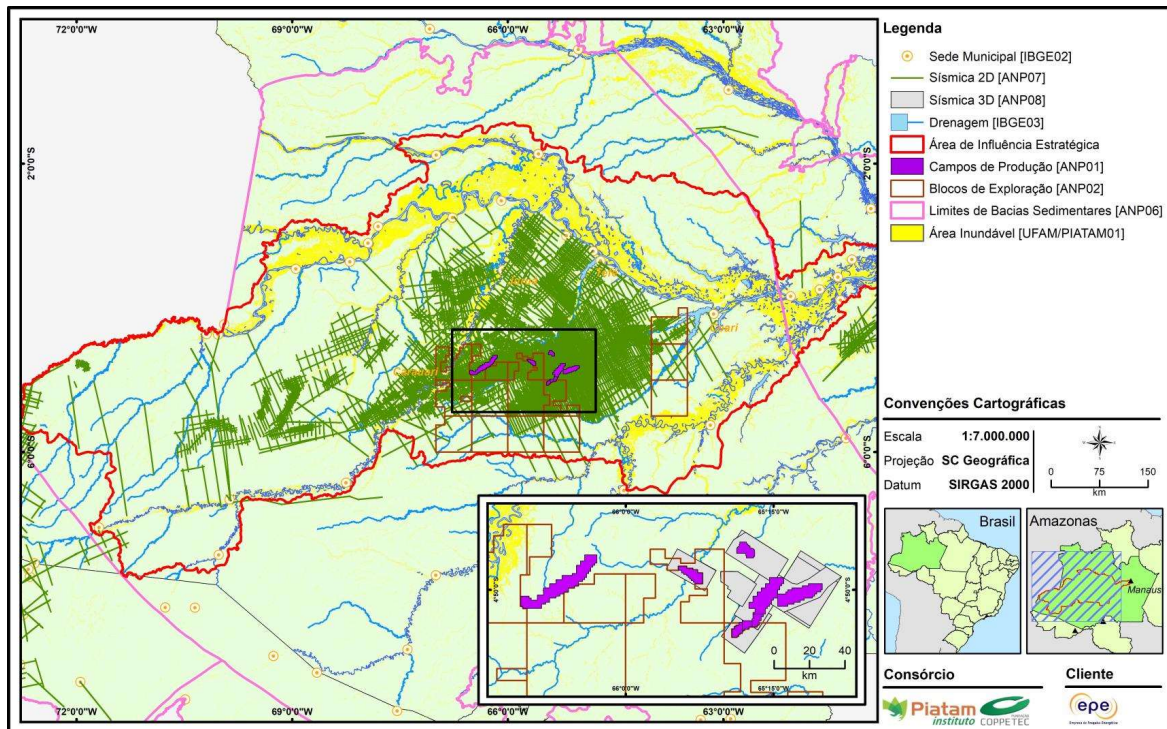 72°0'0"W
69°0'0"W
66°0'0"W
63°0'0"W
2°0'0"S
2°0'0"S
6°0'0"S
6°0'0"S
Coari
66°0'0"W
65°15'0"W
4°50'0"S
4°50'0"S
66°0'0"W
65°15'0"W
0 20 40
km
72°0'0"W
69°0'0"W
66°0'0"W
63°0'0"W
Legenda
Sede Municipal [IBGE02]
Sísmica 2D [ANP07]
Sísmica 3D [ANP08]
Drenagem [IBGE03]
Área de Influência Estratégica
Campos de Produção [ANP01]
Blocos de Exploração [ANP02]
Limites de Bacias Sedimentares [ANP06]
Área Inundável [UFAM/PIATAM01]
Convenções Cartográficas
Escala 1:7.000.000
Projeção SC Geográfica
Datum SIRGAS 2000
0 75 150
km
Brasil
Amazonas
Manaus
Consórcio
Cliente
Piatam
instituto
COPPETEC
epe
Empresa de Pesquisa Energética